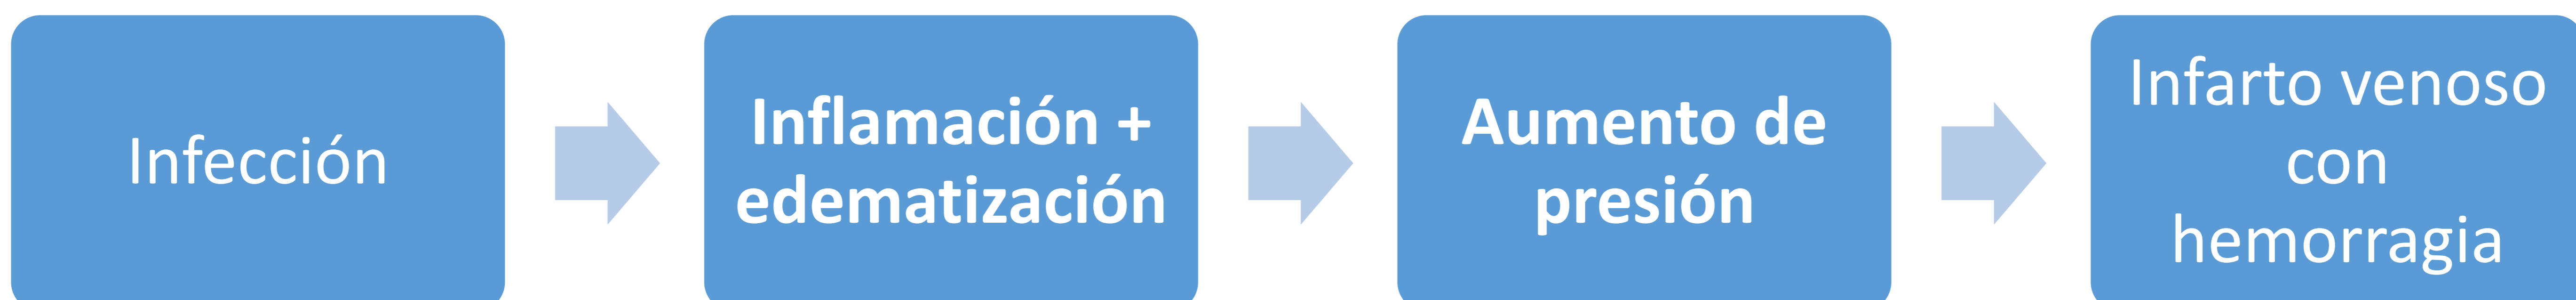 Infección
Inflamación +
edematización
Aumento de
presión
Infarto venoso
con
hemorragia